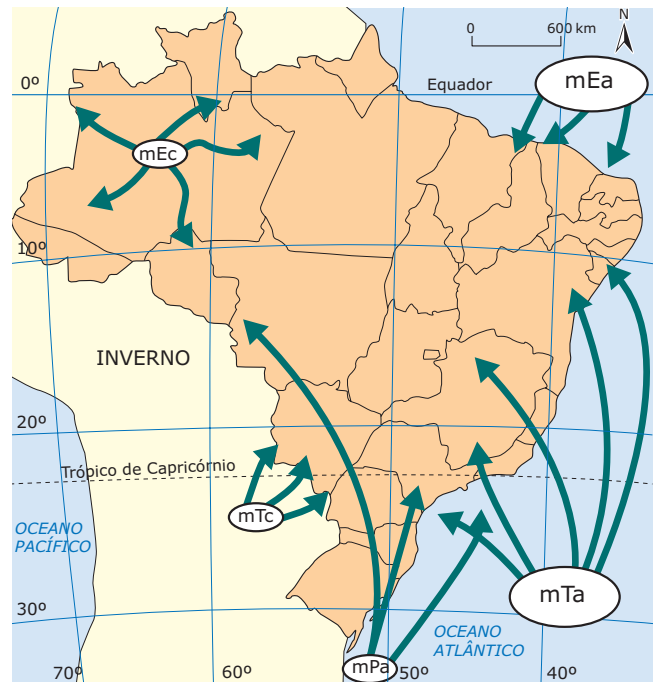 N
0 600 km
Equador
mEa
0º
mEc
10º
INVERNO
20º
Trópico de Capricórnio
mTc
OCEANO
PACÍFICO
mTa
30º
OCEANO
ATLÂNTICO
mPa
70º 60º 50º 40º